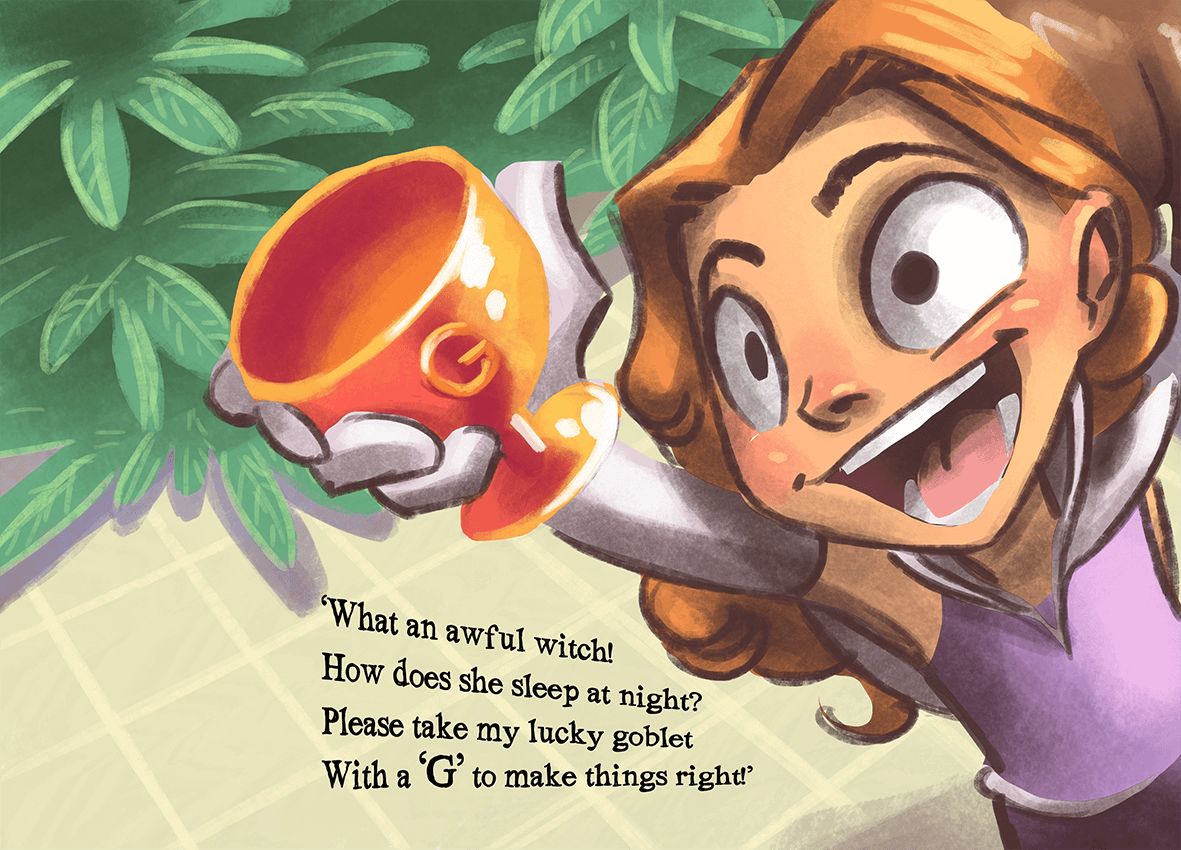 ‘What an awful witch!
How does she sleep at night?
Please take my lucky goblet
With a ‘G’ to make things right!’
G